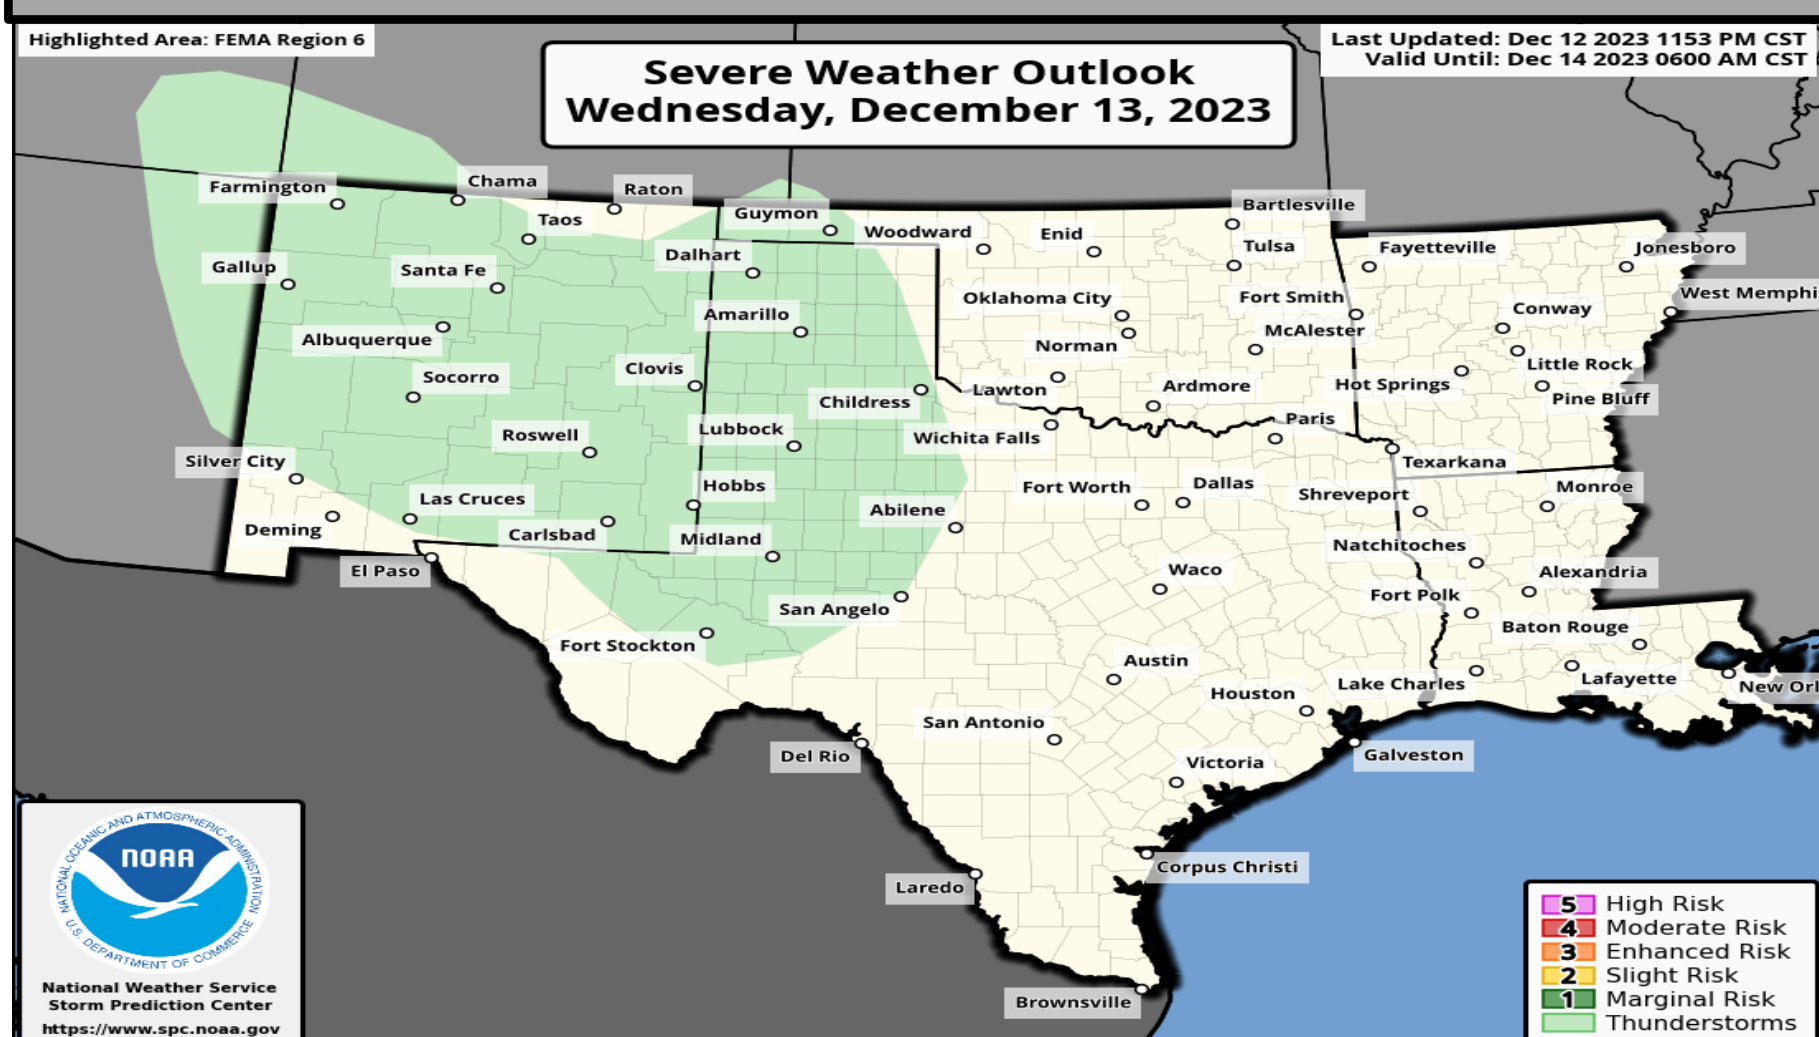 Highlighted Area: FEMA Region 6
Severe Weather Outlook
Wednesday, December 13, 2023
Last Updated: Dec 12 2023 1153 PM CST
Valid Until: Dec 14 2023 0600 AM CST
Farmington
Chama
Raton
Taos
Guymon
Woodward
Enid
Bartlesville
Tulsa
Fayetteville
Jonesboro
Gallup
Santa Fe
Dalhart
Oklahoma City
Fort Smith
West Memphi
Albuquerque
Amarillo
Norman
McAlester
Conway
Little Rock
Socorro
Clovis
Childress
Lawton
Ardmore
Hot Springs
Pine Bluff
Roswell
Lubbock
Wichita Falls
Paris
Texarkana
Silver City
Las Cruces
Hobbs
Abilene
Fort Worth
Dallas
Shreveport
Monroe
Deming
Carlsbad
Midland
Natchitoches
El Paso
Waco
Alexandria
San Angelo
Fort Polk
Fort Stockton
Baton Rouge
Austin
Houston
Lake Charles
Lafayette
New Orl
San Antonio
Del Rio
Victoria
Galveston
Laredo
Corpus Christi
Brownsville
NATIONAL OCEANIC AND ATMOSPHERIC ADMINISTRATION
NOAA
U.S. DEPARTMENT OF COMMERCE
National Weather Service
Storm Prediction Center
https://www.spc.noaa.gov
5 High Risk
4 Moderate Risk
3 Enhanced Risk
2 Slight Risk
1 Marginal Risk
Thunderstorms